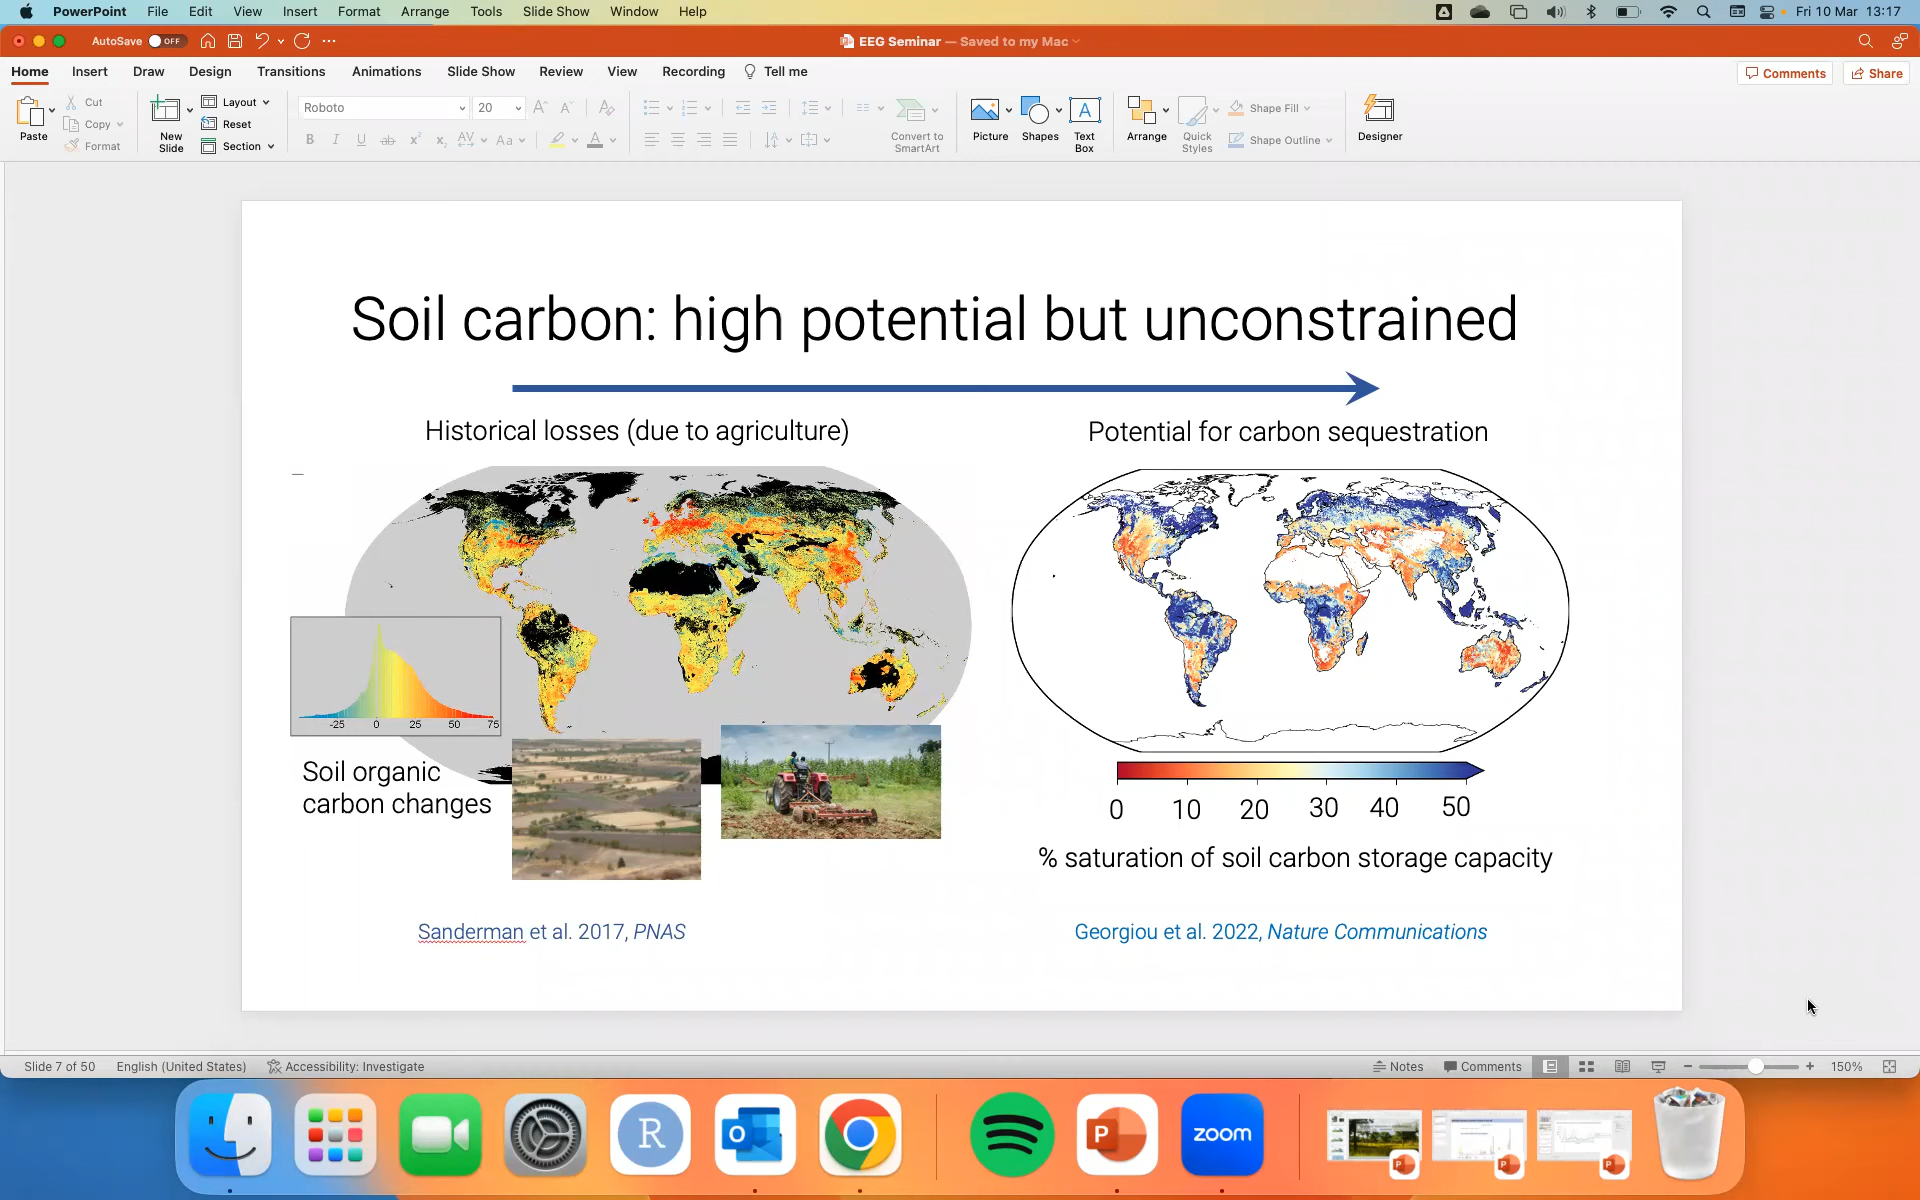 PowerPoint File Edit View Insert Format Arrange Tools Slide Show Window Help Fri 10 Mar 13:17
AutoSave OFF EEG Seminar — Saved to my Mac
Home Insert Draw Design Transitions Animations Slide Show Review View Recording Tell me Comments Share
Paste Cut Copy Format
New Slide Layout Reset Section
Roboto 20
B I U ab x² x₂ AV Aa A
Convert to SmartArt
Picture Shapes Text Box
Arrange Quick Styles Shape Fill Shape Outline
Designer
Soil carbon: high potential but unconstrained
Historical losses (due to agriculture)
Potential for carbon sequestration
-25 0 25 50 75
Soil organic
carbon changes
0 10 20 30 40 50
% saturation of soil carbon storage capacity
Sanderman et al. 2017, PNAS
Georgiou et al. 2022, Nature Communications
Slide 7 of 50 English (United States) Accessibility: Investigate Notes Comments 150%
R O P zoom P P P